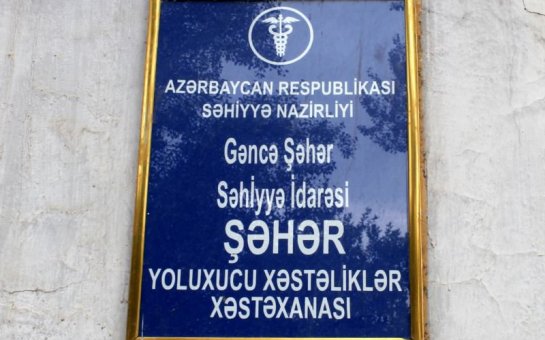 AZƏRBAYCAN RESPUBLİKASI
SƏHİYYƏ NAZİRLİYİ
Gəncə Şəhər
Səhiyyə İdarəsi
ŞƏHƏR
YOLUXUCU XƏSTƏLİKLƏR
XƏSTƏXANASI